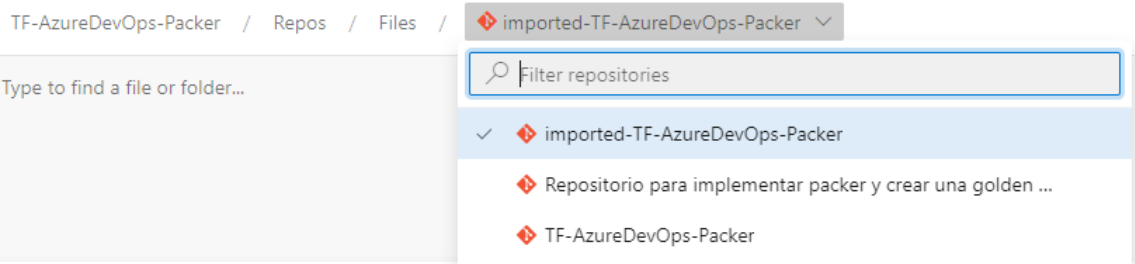 TF-AzureDevOps-Packer / Repos / Files / imported-TF-AzureDevOps-Packer
Filter repositories
Type to find a file or folder...
imported-TF-AzureDevOps-Packer
Repositorio para implementar packer y crear una golden ...
TF-AzureDevOps-Packer